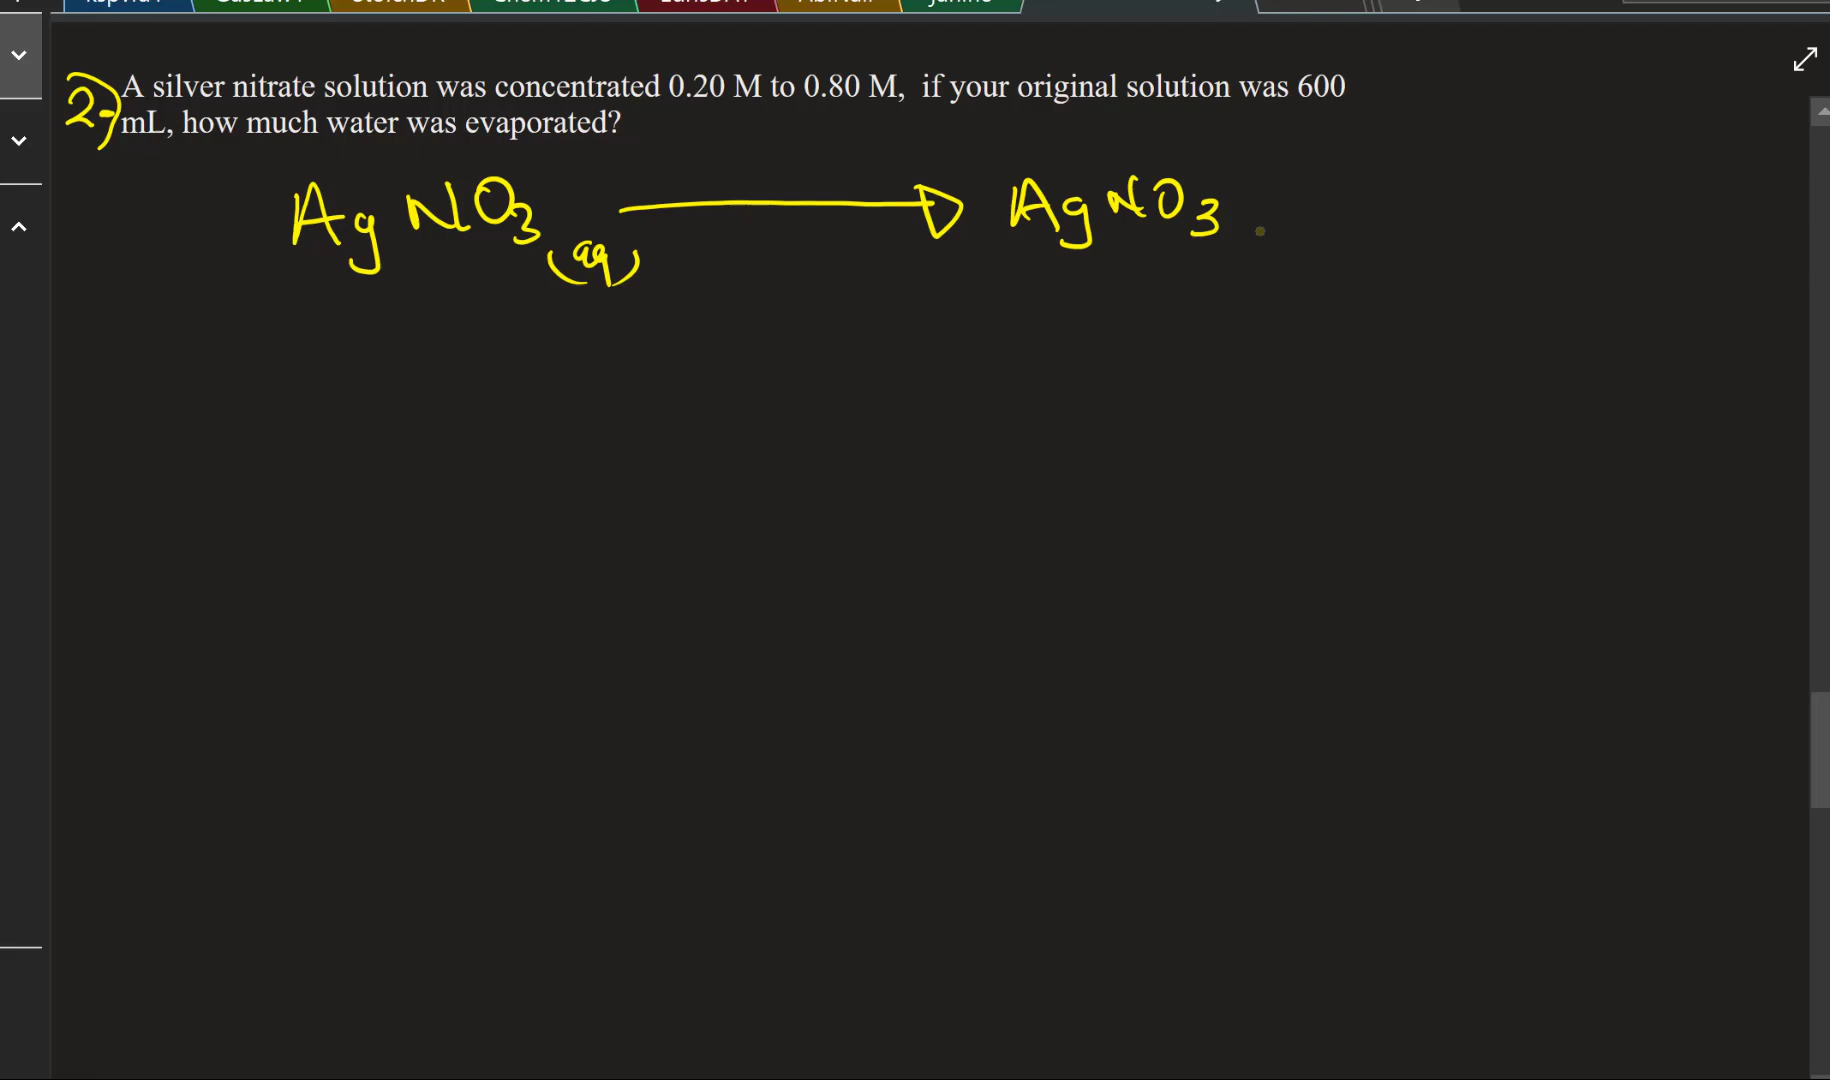 2-) A silver nitrate solution was concentrated 0.20 M to 0.80 M, if your original solution was 600
mL, how much water was evaporated?
AgNO3 (aq) → AgNO3